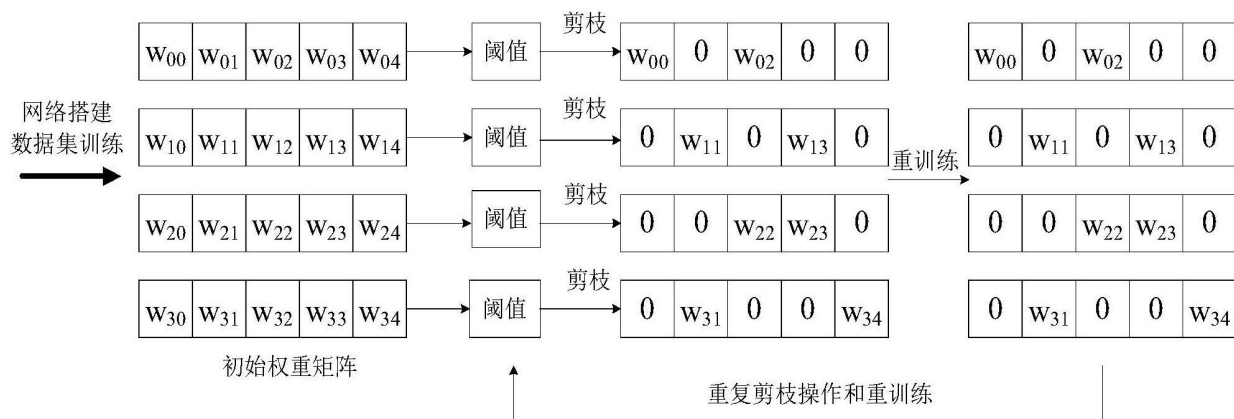 剪枝
w00 w01 w02 w03 w04 阈值 w00 0 w02 0 0 w00 0 w02 0 0
网络搭建
数据集训练
剪枝
w10 w11 w12 w13 w14 阈值 0 w11 0 w13 0 0 w11 0 w13 0
重训练
剪枝
w20 w21 w22 w23 w24 阈值 0 0 w22 w23 0 0 0 w22 w23 0
剪枝
w30 w31 w32 w33 w34 阈值 0 w31 0 0 w34 0 w31 0 0 w34
初始权重矩阵
重复剪枝操作和重训练